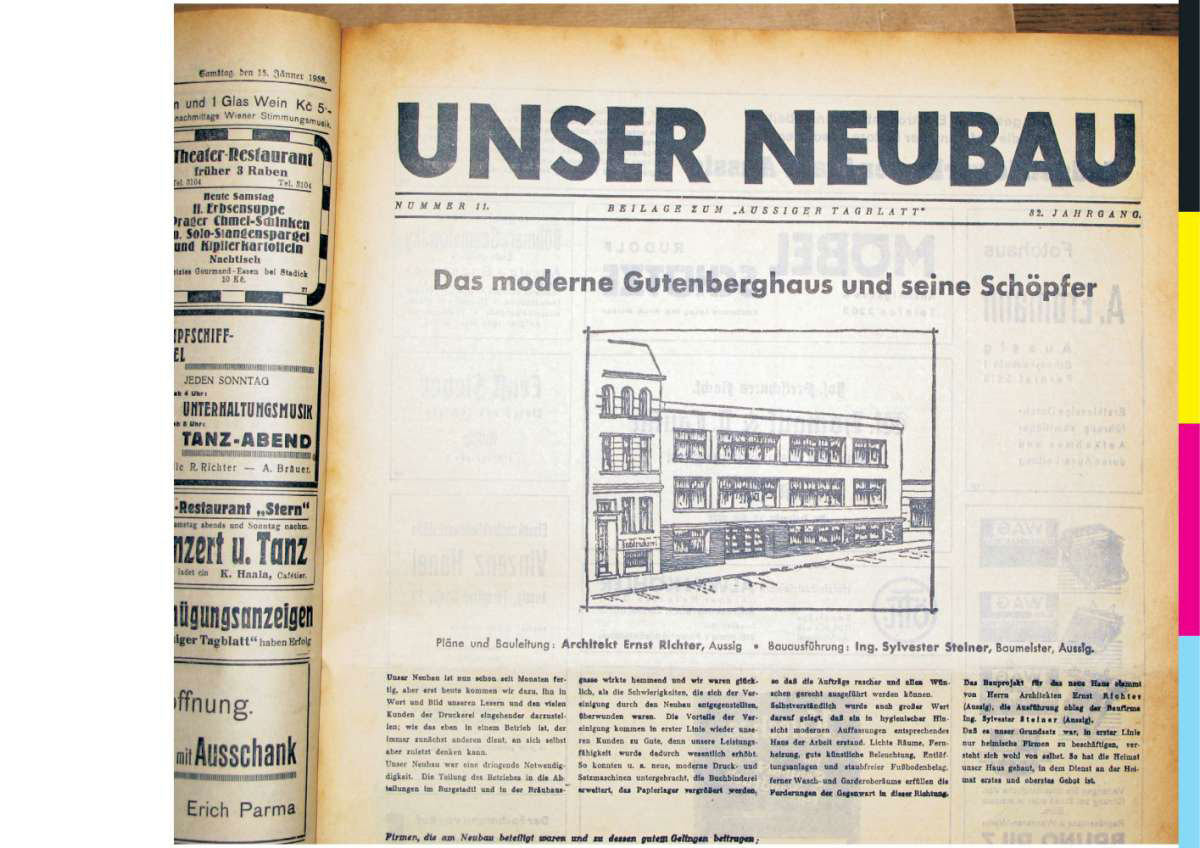 Samstag, den 15. Jänner 1938.
n und 1 Glas Wein Kč 5·-
nachmittags Wiener Stimmungsmusik.
Theater-Restaurant
früher 3 Raben
Tel. 3104 Tel. 3104
Heute Samstag
Erbsensuppe
Prager Chmel-Schinken
Solo-Stangenspargel
und Kipflerkartoffeln
Nachtisch
Gourmand-Essen bei Stadick
10 Kč.
MPFSCHIFF-
EL
JEDEN SONNTAG
ab 4 Uhr:
UNTERHALTUNGSMUSIK
ab 8 Uhr:
TANZ-ABEND
R. Richter — A. Bräuer.
-Restaurant „Stern“
amstag abends und Sonntag nachm.
nzert u. Tanz
ladet ein K. Haala, Cafétier.
nügungsanzeigen
siger Tagblatt“ haben Erfolg
öffnung.
mit Ausschank
Erich Parma
UNSER NEUBAU
NUMMER 11. BEILAGE ZUM „AUSSIGER TAGBLATT“ 82. JAHRGANG.
Das moderne Gutenberghaus und seine Schöpfer
Pläne und Bauleitung: Architekt Ernst Richter, Aussig • Bauausführung: Ing. Sylvester Steiner, Baumeister, Aussig.
Unser Neubau ist nun schon seit Monaten fer-
tig, aber erst heute kommen wir dazu, ihn in
Wort und Bild unseren Lesern und den vielen
Kunden der Druckerei eingehender darzustel-
len; wie das eben in einem Betrieb ist, der
immer zunächst anderen dient, an sich selbst
aber zuletzt denken kann.
Unser Neubau war eine dringende Notwendig-
digkeit. Die Teilung des Betriebes in die Ab-
teilungen im Burgstadtl und in der Bräuhaus-
gasse wirkte hemmend und wir waren glück-
lich, als die Schwierigkeiten, die sich der Ver-
einigung durch den Neubau entgegenstellten,
überwunden waren. Die Vorteile der Ver-
einigung kommen in erster Linie wieder unse-
ren Kunden zu Gute, denn unsere Leistungs-
fähigkeit wurde dadurch wesentlich erhöht.
So konnten u. a. neue, moderne Druck- und
Setzmaschinen untergebracht, die Buchbinderei
erweitert, das Papierlager vergrößert werden,
so daß die Aufträge rascher und allen Wün-
schen gerecht ausgeführt werden können.
Selbstverständlich wurde auch großer Wert
darauf gelegt, daß ein in hygienischer Hin-
sicht modernen Auffassungen entsprechendes
Haus der Arbeit erstand. Lichte Räume, Fern-
heizung, gute künstliche Beleuchtung, Entlüf-
tungsanlagen und staubfreier Fußbodenbelag,
ferner Wasch- und Garderoberäume erfüllen die
Forderungen der Gegenwart in dieser Richtung.
Das Bauprojekt für das neue Haus stammt
von Herrn Architekten Ernst Richter
(Aussig), die Ausführung oblag der Baufirma
Ing. Sylvester Steiner (Aussig).
Daß es unser Grundsatz war, in erster Linie
nur heimische Firmen zu beschäftigen, ver-
steht sich wohl von selbst. So hat die Heimat
unser Haus gebaut, in dem Dienst an der Hei-
mat erstes und oberstes Gebot ist.
Firmen, die am Neubau beteiligt waren und zu dessen gutem Gelingen beitrugen: